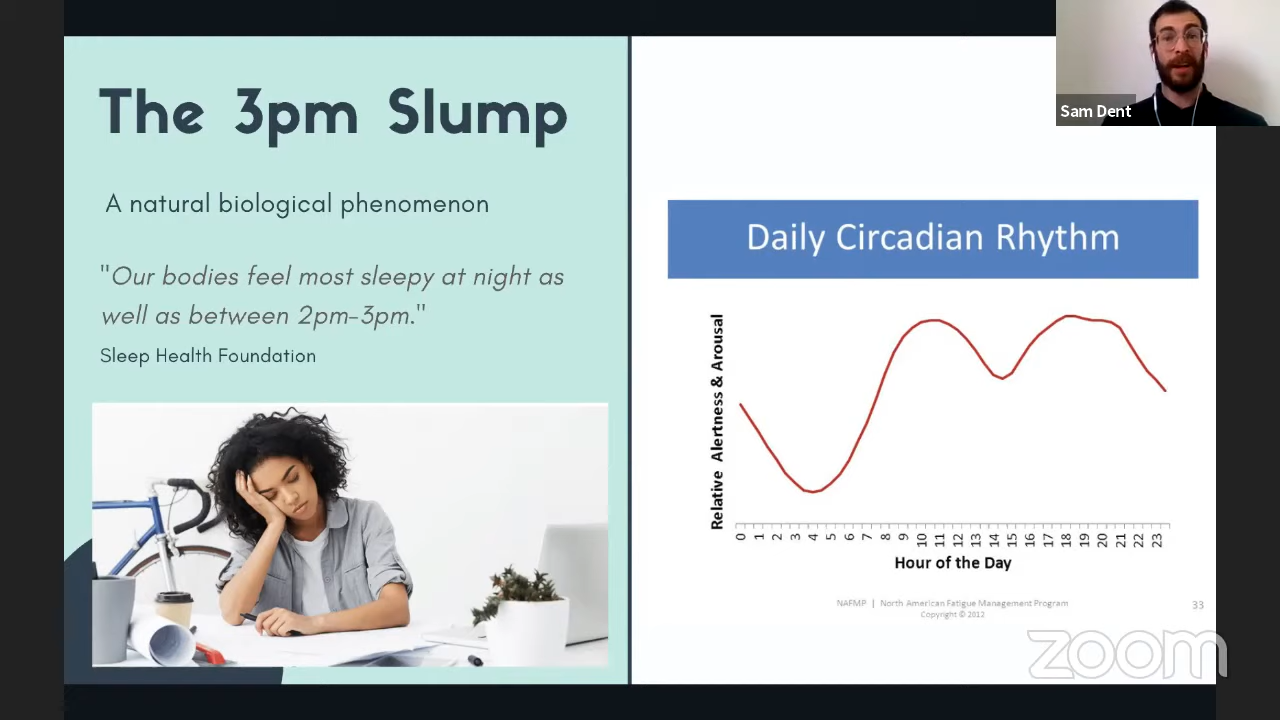 The 3pm Slump
A natural biological phenomenon
"Our bodies feel most sleepy at night as
well as between 2pm-3pm."
Sleep Health Foundation
Sam Dent
Daily Circadian Rhythm
Relative Alertness & Arousal
0 1 2 3 4 5 6 7 8 9 10 11 12 13 14 15 16 17 18 19 20 21 22 23
Hour of the Day
NAFMP | North American Fatigue Management Program
Copyright © 2012
33
zoom